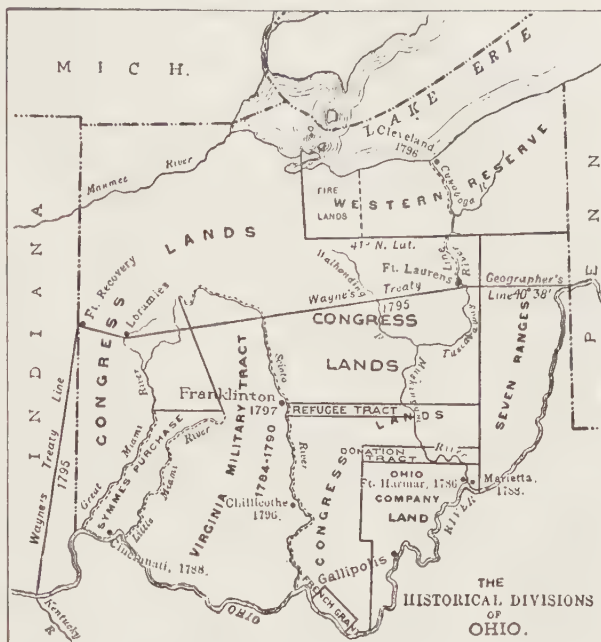 MICH.
LAKE ERIE
Cleveland
1796
Cuyahoga R.
Maumee River
FIRE
LANDS
WESTERN RESERVE
INDIANA
PENN
LANDS
41° N. Lat.
Ft. Laurens
Geographer's
Line 40° 38'
Wayne's Treaty
1795
Ft. Recovery
Loramies
CONGRESS
CONGRESS
LANDS
SEVEN RANGES
Muskingum
Scioto
River
Franklinton
1797
REFUGEE TRACT
LANDS
River
DONATION
TRACT
OHIO
Ft. Harmar, 1786
COMPANY
LAND
Marietta,
1788.
RIVER
Wayne's Treaty Line
1795
Great Miami
River
SYMMES PURCHASE
Little Miami
River
VIRGINIA MILITARY TRACT
1784-1790
Chillicothe
1796.
CONGRESS
Cincinnati, 1788.
Gallipolis
FRENCH GRANT
OHIO
Kentucky
R.
THE
HISTORICAL DIVISIONS
OF
OHIO.